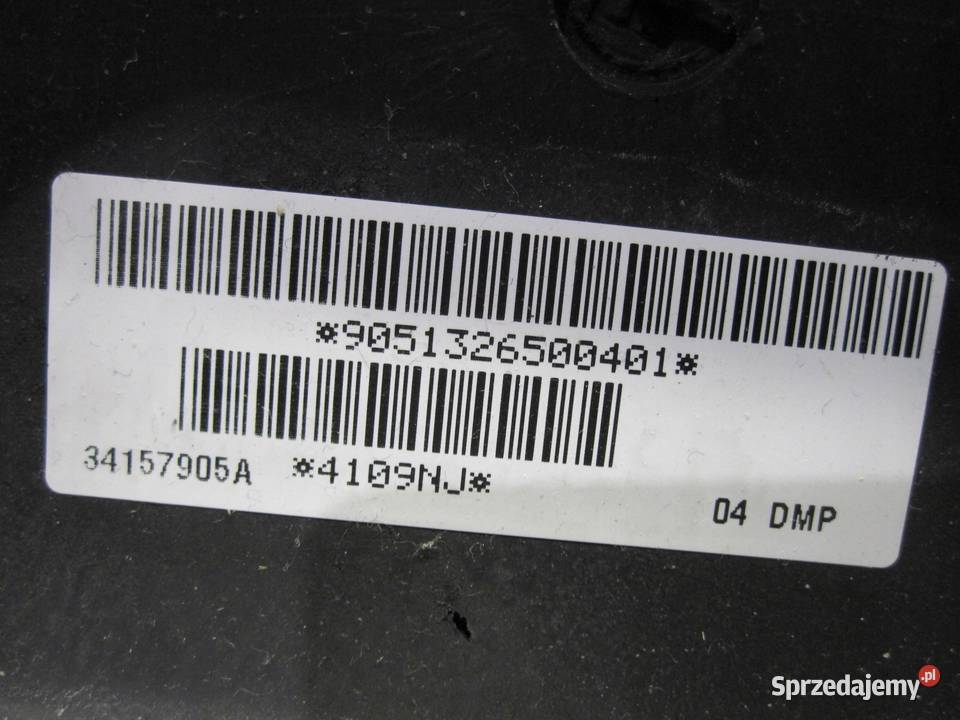 *9051326500401*
34157905A *4109NJ*
04 DMP
Sprzedajemy.pl